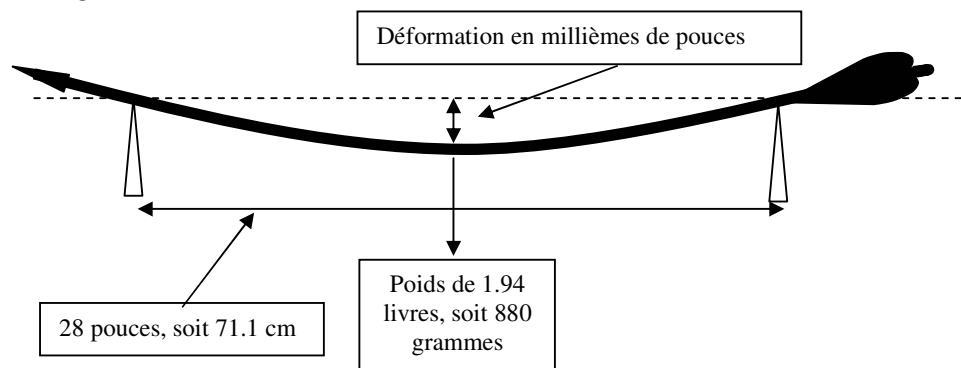 Déformation en millièmes de pouces
28 pouces, soit 71.1 cm
Poids de 1.94
livres, soit 880
grammes